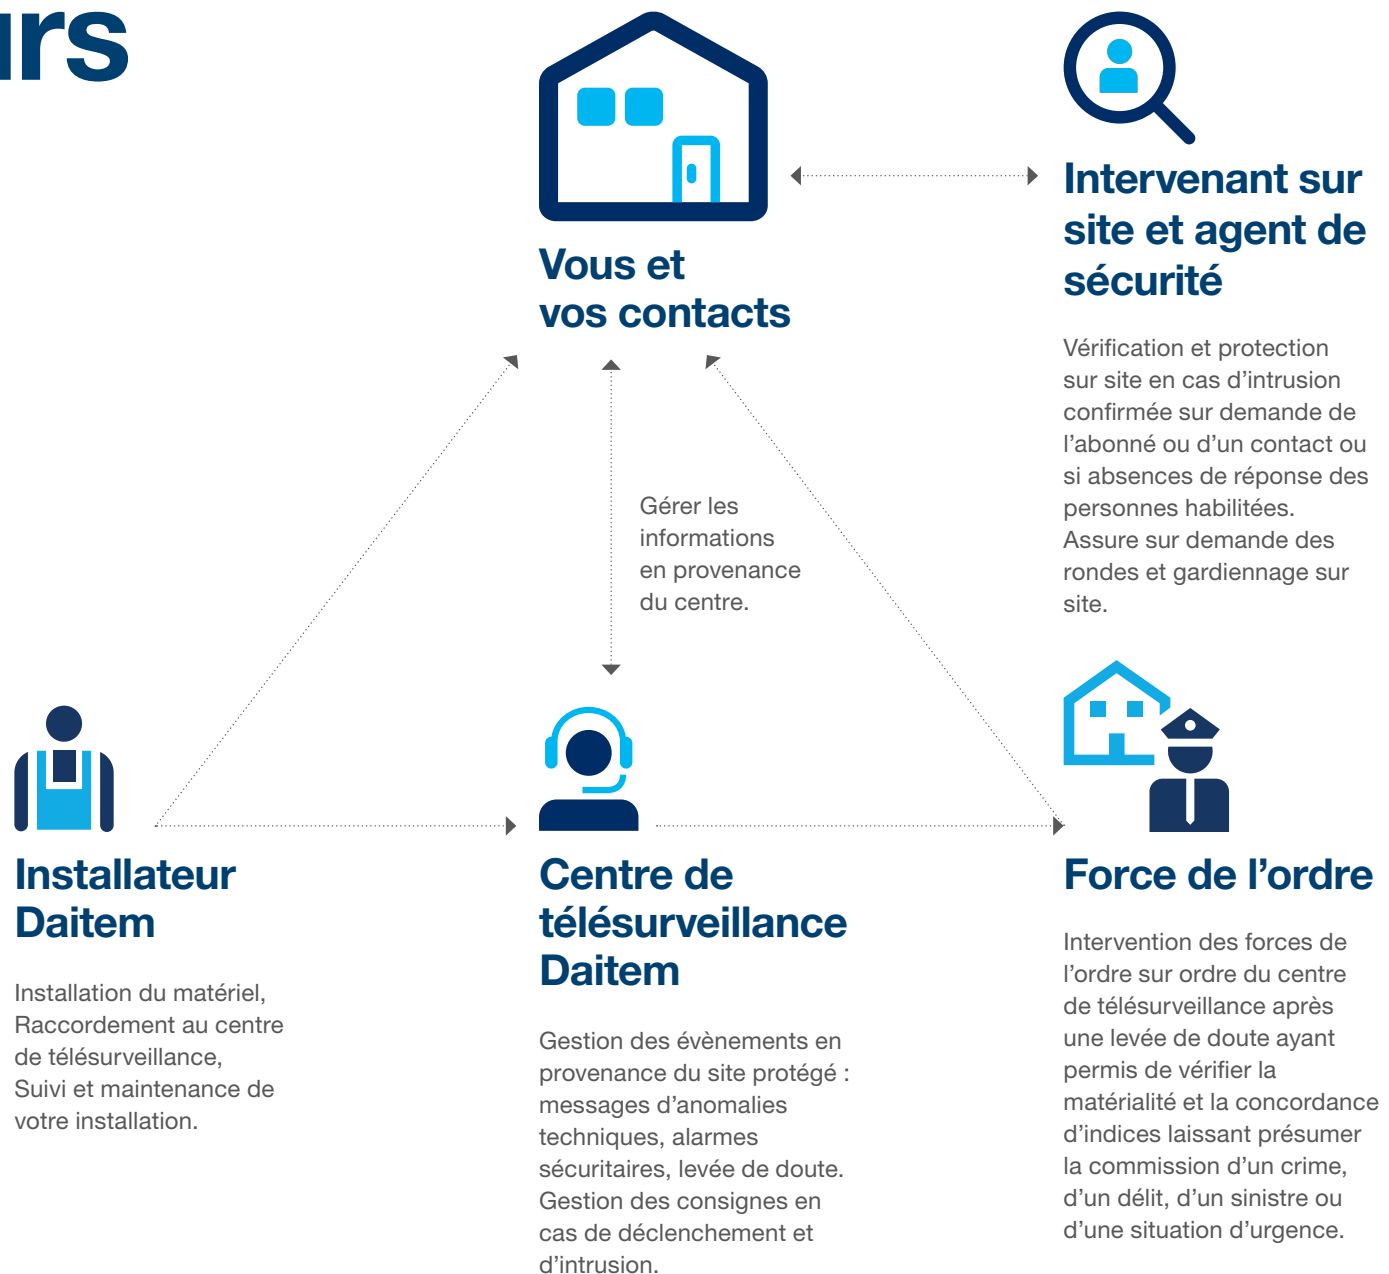 urs
Vous et
vos contacts
Intervenant sur
site et agent de
sécurité
Vérification et protection
sur site en cas d’intrusion
confirmée sur demande de
l’abonné ou d’un contact ou
si absences de réponse des
personnes habilitées.
Assure sur demande des
rondes et gardiennage sur
site.
Gérer les
informations
en provenance
du centre.
Installateur
Daitem
Installation du matériel,
Raccordement au centre
de télésurveillance,
Suivi et maintenance de
votre installation.
Centre de
télésurveillance
Daitem
Gestion des évènements en
provenance du site protégé :
messages d’anomalies
techniques, alarmes
sécuritaires, levée de doute.
Gestion des consignes en
cas de déclenchement et
d’intrusion.
Force de l’ordre
Intervention des forces de
l’ordre sur ordre du centre
de télésurveillance après
une levée de doute ayant
permis de vérifier la
matérialité et la concordance
d’indices laissant présumer
la commission d’un crime,
d’un délit, d’un sinistre ou
d’une situation d’urgence.